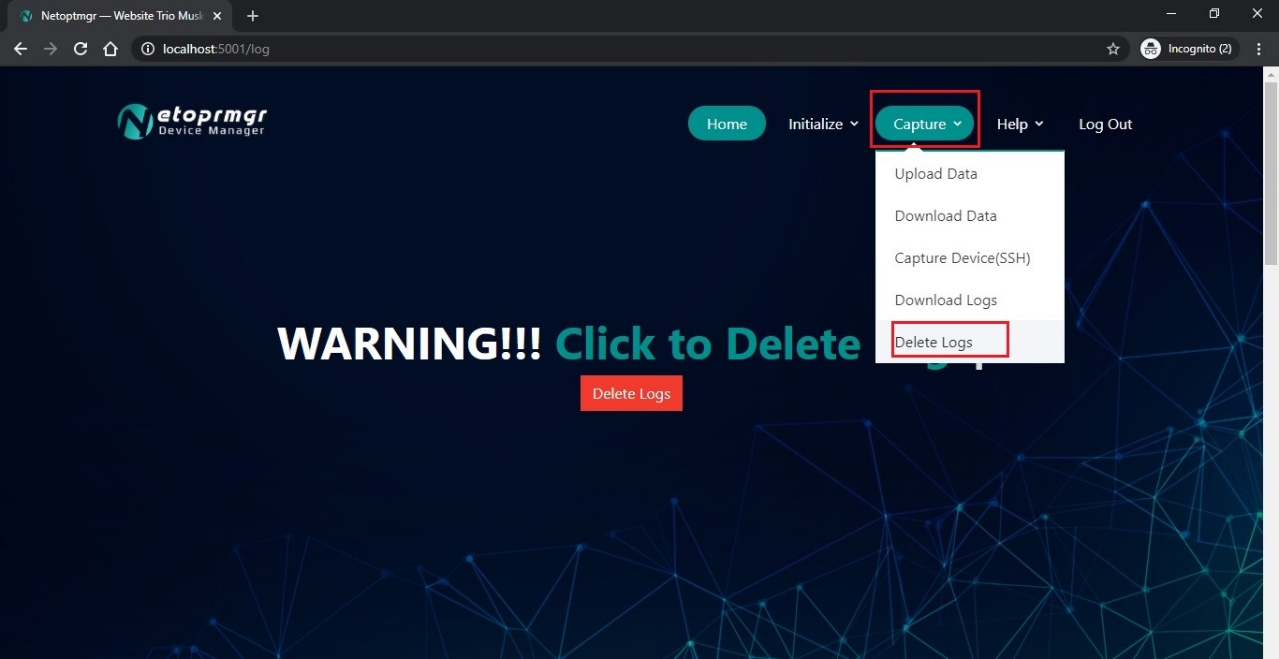 Netoptmgr — Website Trio Musk
localhost:5001/log
Incognito (2)
etoprmgr
Device Manager
Home
Initialize
Capture
Help
Log Out
Upload Data
Download Data
Capture Device(SSH)
Download Logs
Delete Logs
WARNING!!! Click to Delete
Delete Logs